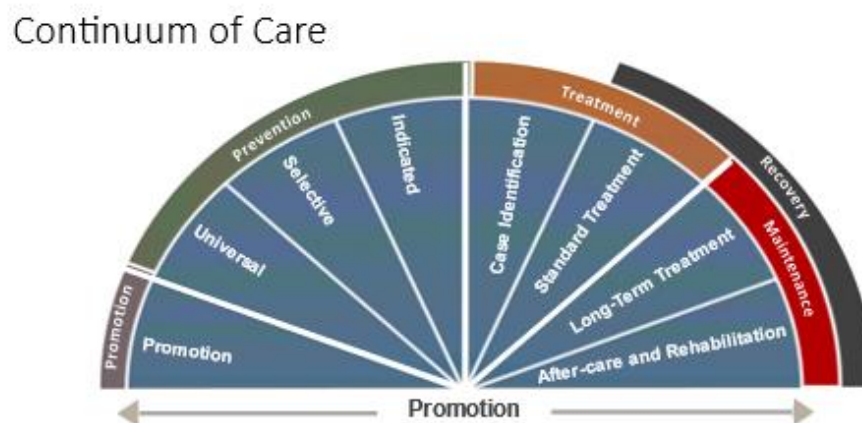 Continuum of Care
Promotion
Prevention
Treatment
Recovery
Maintenance
Promotion
Universal
Selective
Indicated
Case Identification
Standard Treatment
Long-Term Treatment
After-care and Rehabilitation
Promotion